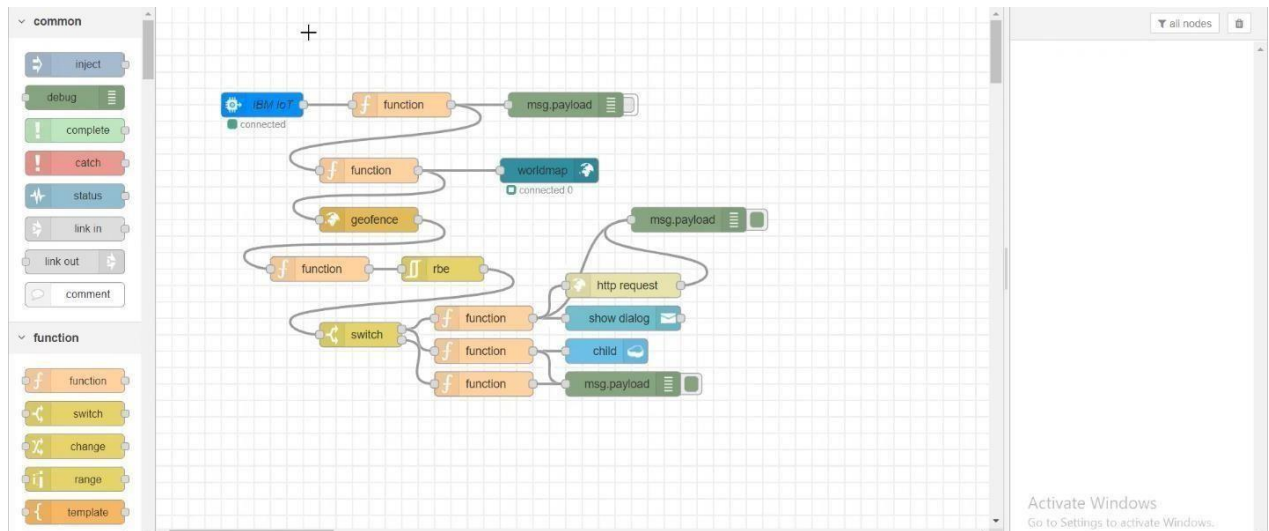 common
all nodes
inject
debug
complete
catch
status
link in
link out
comment
function
function
switch
change
range
template
IBM IoT
connected
function
msg.payload
function
worldmap
connected 0
geofence
msg.payload
function
rbe
http request
switch
function
show dialog
function
child
function
msg.payload
Activate Windows
Go to Settings to activate Windows.